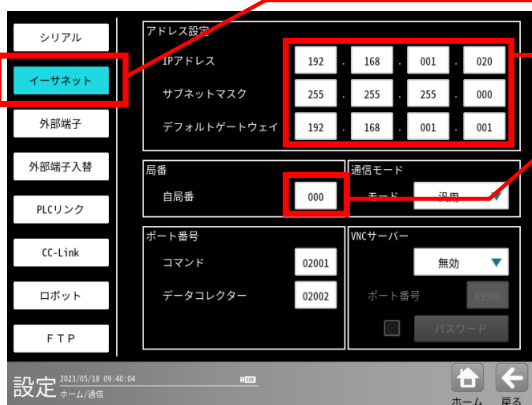 シリアル
イーサネット
外部端子
外部端子入替
PLCリンク
CC-Link
ロボット
FTP
アドレス設定
IPアドレス 192 . 168 . 001 . 020
サブネットマスク 255 . 255 . 255 . 000
デフォルトゲートウェイ 192 . 168 . 001 . 001
局番
自局番 000
通信モード
モード 汎用
ポート番号
コマンド 02001
データコレクター 02002
VNCサーバー
無効
ポート番号 05900
パスワード
設定
2023/05/18 09:40:04
ホーム/通信
ホーム
戻る